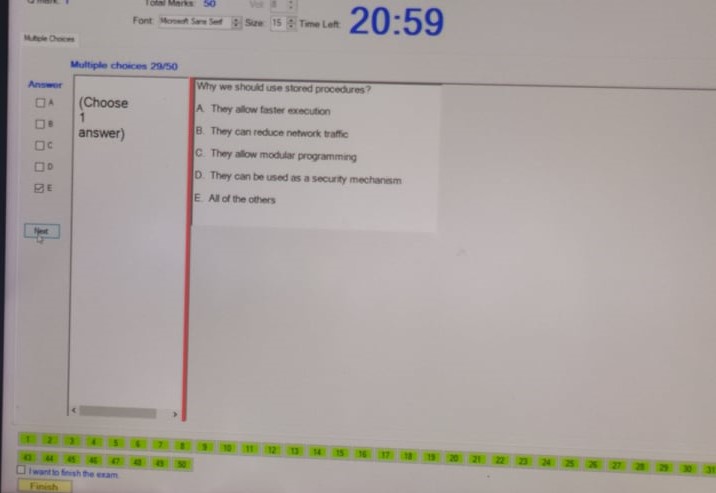 Q mark: 1 Total Marks: 50 Vol: 8
Font: Microsoft Sans Serif Size: 15 Time Left: 20:59
Multiple Choices
Multiple choices 29/50
Answer
A
B
C
D
E
Next
(Choose
1
answer)
Why we should use stored procedures?
A. They allow faster execution
B. They can reduce network traffic
C. They allow modular programming
D. They can be used as a security mechanism
E. All of the others
1 2 3 4 5 6 7 8 9 10 11 12 13 14 15 16 17 18 19 20 21 22 23 24 25 26 27 28 29 30 31
43 44 45 46 47 48 49 50
I want to finish the exam.
Finish